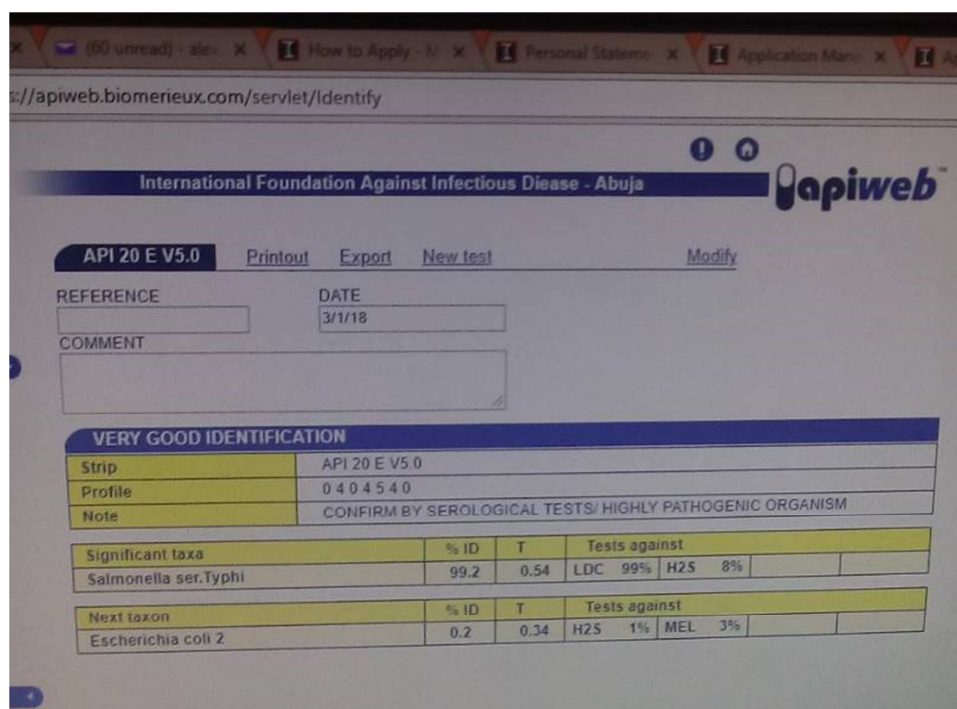 (60 unread) - ale
How to Apply - M
Personal Stateme
Application Mana
s://apiweb.biomerieux.com/servlet/Identify
International Foundation Against Infectious Diease - Abuja
apiweb
API 20 E V5.0 Printout Export New test Modify
REFERENCE DATE
3/1/18
COMMENT
VERY GOOD IDENTIFICATION
Strip API 20 E V5.0
Profile 0 4 0 4 5 4 0
Note CONFIRM BY SEROLOGICAL TESTS/ HIGHLY PATHOGENIC ORGANISM
Significant taxa % ID T Tests against
Salmonella ser.Typhi 99.2 0.54 LDC 99% H2S 8%
Next taxon % ID T Tests against
Escherichia coli 2 0.2 0.34 H2S 1% MEL 3%